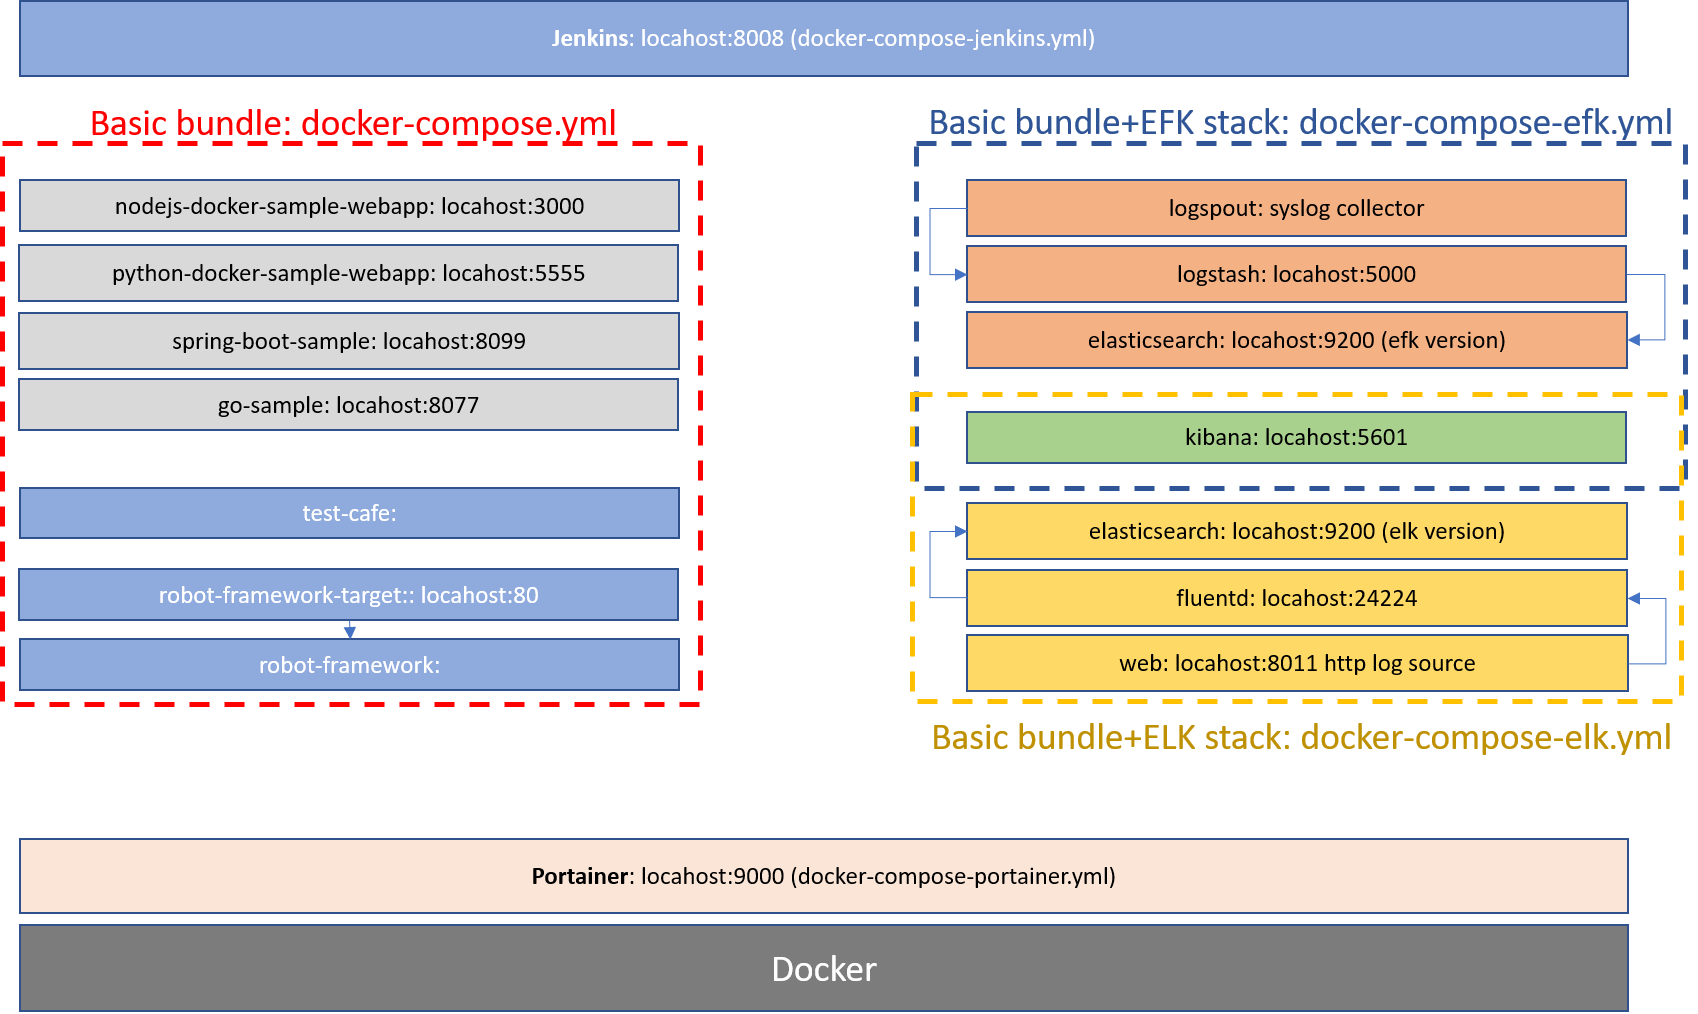 Jenkins: locahost:8008 (docker-compose-jenkins.yml)
Basic bundle: docker-compose.yml
nodejs-docker-sample-webapp: locahost:3000
python-docker-sample-webapp: locahost:5555
spring-boot-sample: locahost:8099
go-sample: locahost:8077
test-cafe:
robot-framework-target:: locahost:80
robot-framework:
Basic bundle+EFK stack: docker-compose-efk.yml
logspout: syslog collector
logstash: locahost:5000
elasticsearch: locahost:9200 (efk version)
kibana: locahost:5601
elasticsearch: locahost:9200 (elk version)
fluentd: locahost:24224
web: locahost:8011 http log source
Basic bundle+ELK stack: docker-compose-elk.yml
Portainer: locahost:9000 (docker-compose-portainer.yml)
Docker